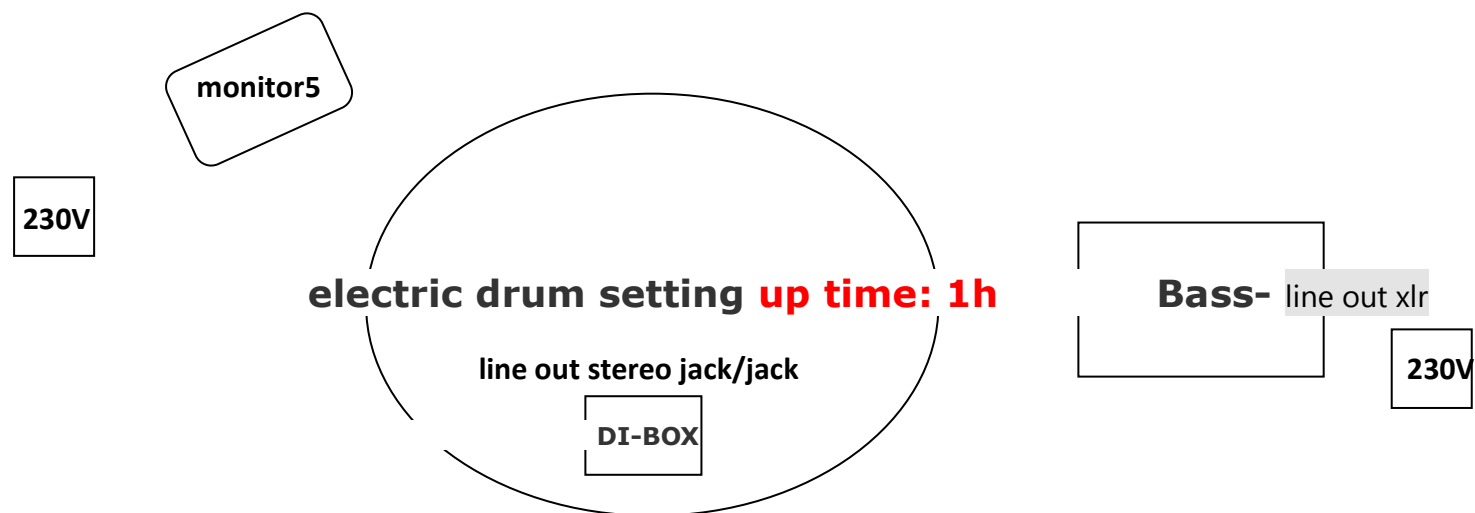 monitor5
230V
electric drum setting up time: 1h
Bass- line out xlr
line out stereo jack/jack
230V
DI-BOX